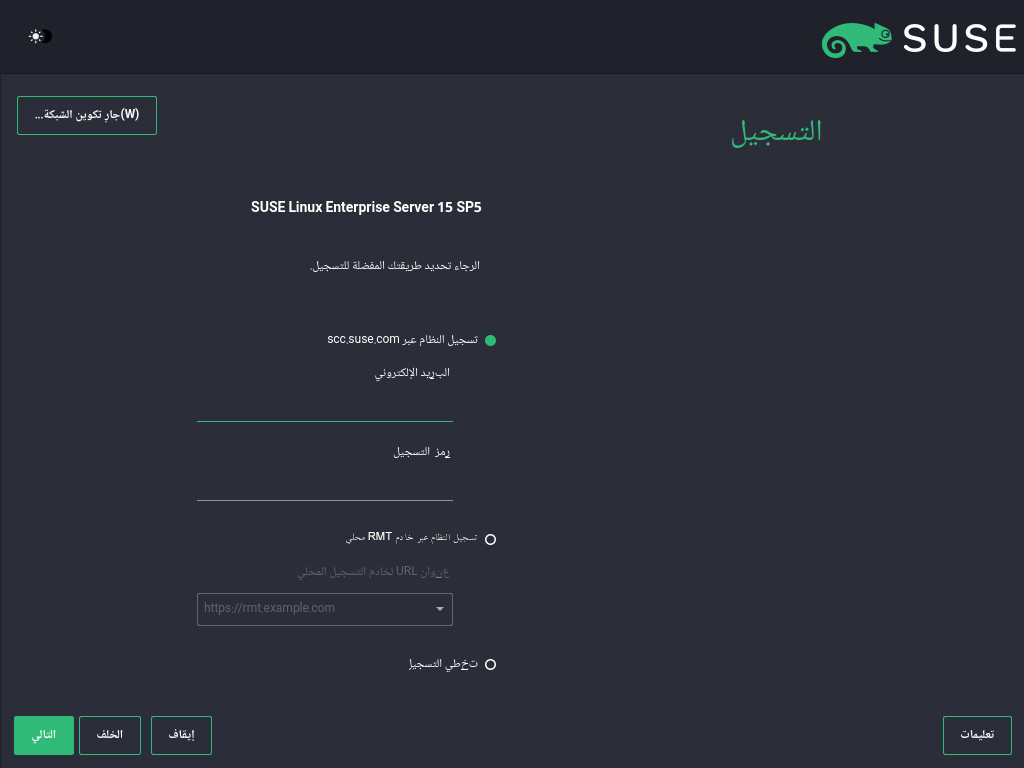 SUSE
جارٍ تكوين الشبكة...(W)
التسجيل
SUSE Linux Enterprise Server 15 SP5
الرجاء تحديد طريقتك المفضلة للتسجيل.
تسجيل النظام عبر scc.suse.com
البريد الإلكتروني
رمز التسجيل
تسجيل النظام عبر خادم RMT محلي
عنوان URL لخادم التسجيل المحلي
https://rmt.example.com
تخطي التسجيل
تعليمات
إيقاف
الخلف
التالي